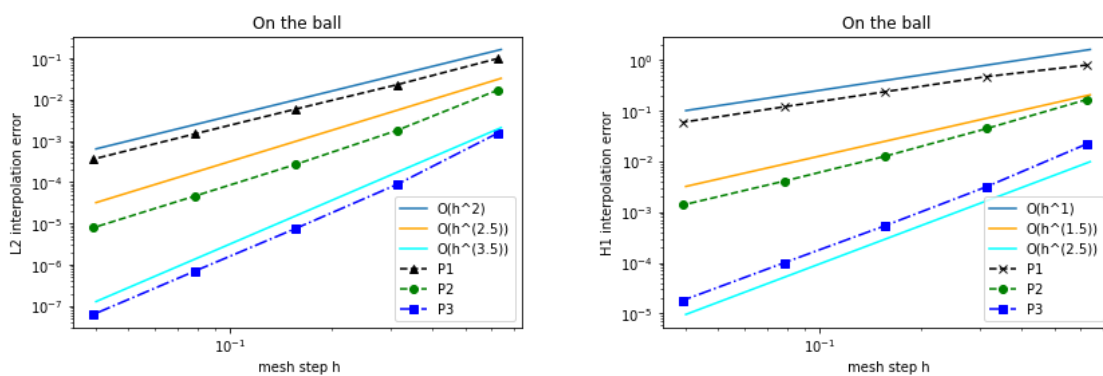 On the ball
L2 interpolation error
10^-1
10^-2
10^-3
10^-4
10^-5
10^-6
10^-7
O(h^2)
O(h^(2.5))
O(h^(3.5))
P1
P2
P3
10^-1
mesh step h
On the ball
H1 interpolation error
10^0
10^-1
10^-2
10^-3
10^-4
10^-5
O(h^1)
O(h^(1.5))
O(h^(2.5))
P1
P2
P3
10^-1
mesh step h